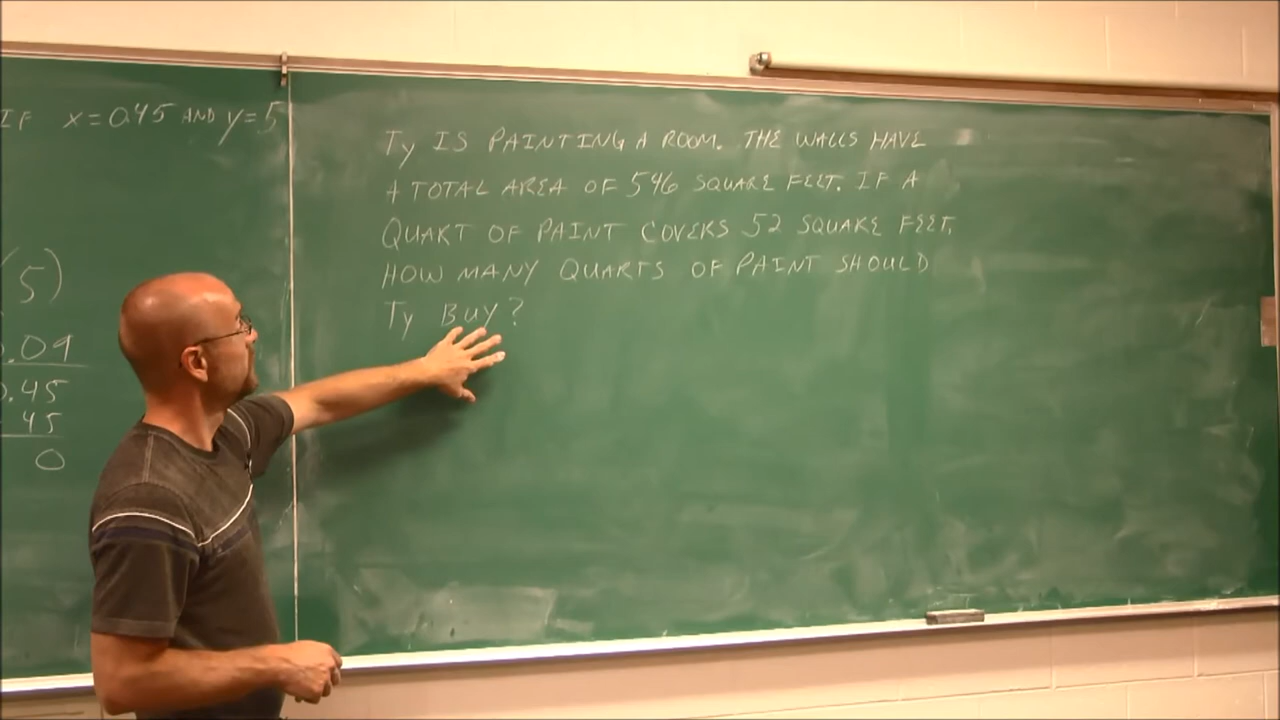 IF x=0.45 AND y=5
5)
.09
.45
45
0
Ty IS PAINTING A ROOM. THE WALLS HAVE
A TOTAL AREA OF 546 SQUARE FEET. IF A
QUART OF PAINT COVERS 52 SQUARE FEET,
HOW MANY QUARTS OF PAINT SHOULD
Ty BUY?